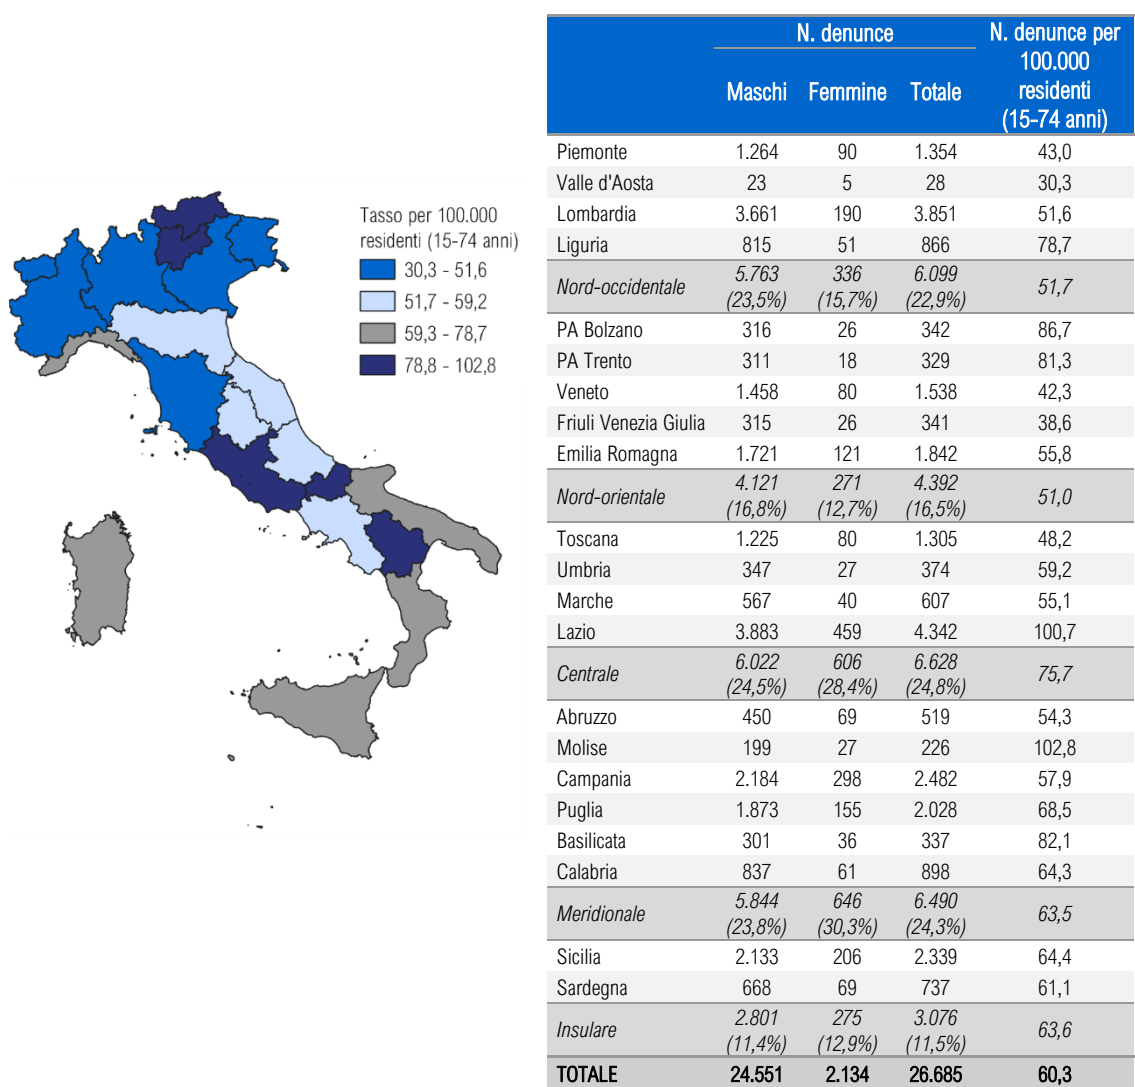 Tasso per 100.000
residenti (15-74 anni)
30,3 - 51,6
51,7 - 59,2
59,3 - 78,7
78,8 - 102,8
N. denunce N. denunce per
100.000
residenti
(15-74 anni)
Maschi Femmine Totale
Piemonte 1.264 90 1.354 43,0
Valle d'Aosta 23 5 28 30,3
Lombardia 3.661 190 3.851 51,6
Liguria 815 51 866 78,7
Nord-occidentale 5.763 336 6.099 51,7
(23,5%) (15,7%) (22,9%)
PA Bolzano 316 26 342 86,7
PA Trento 311 18 329 81,3
Veneto 1.458 80 1.538 42,3
Friuli Venezia Giulia 315 26 341 38,6
Emilia Romagna 1.721 121 1.842 55,8
Nord-orientale 4.121 271 4.392 51,0
(16,8%) (12,7%) (16,5%)
Toscana 1.225 80 1.305 48,2
Umbria 347 27 374 59,2
Marche 567 40 607 55,1
Lazio 3.883 459 4.342 100,7
Centrale 6.022 606 6.628 75,7
(24,5%) (28,4%) (24,8%)
Abruzzo 450 69 519 54,3
Molise 199 27 226 102,8
Campania 2.184 298 2.482 57,9
Puglia 1.873 155 2.028 68,5
Basilicata 301 36 337 82,1
Calabria 837 61 898 64,3
Meridionale 5.844 646 6.490 63,5
(23,8%) (30,3%) (24,3%)
Sicilia 2.133 206 2.339 64,4
Sardegna 668 69 737 61,1
Insulare 2.801 275 3.076 63,6
(11,4%) (12,9%) (11,5%)
TOTALE 24.551 2.134 26.685 60,3